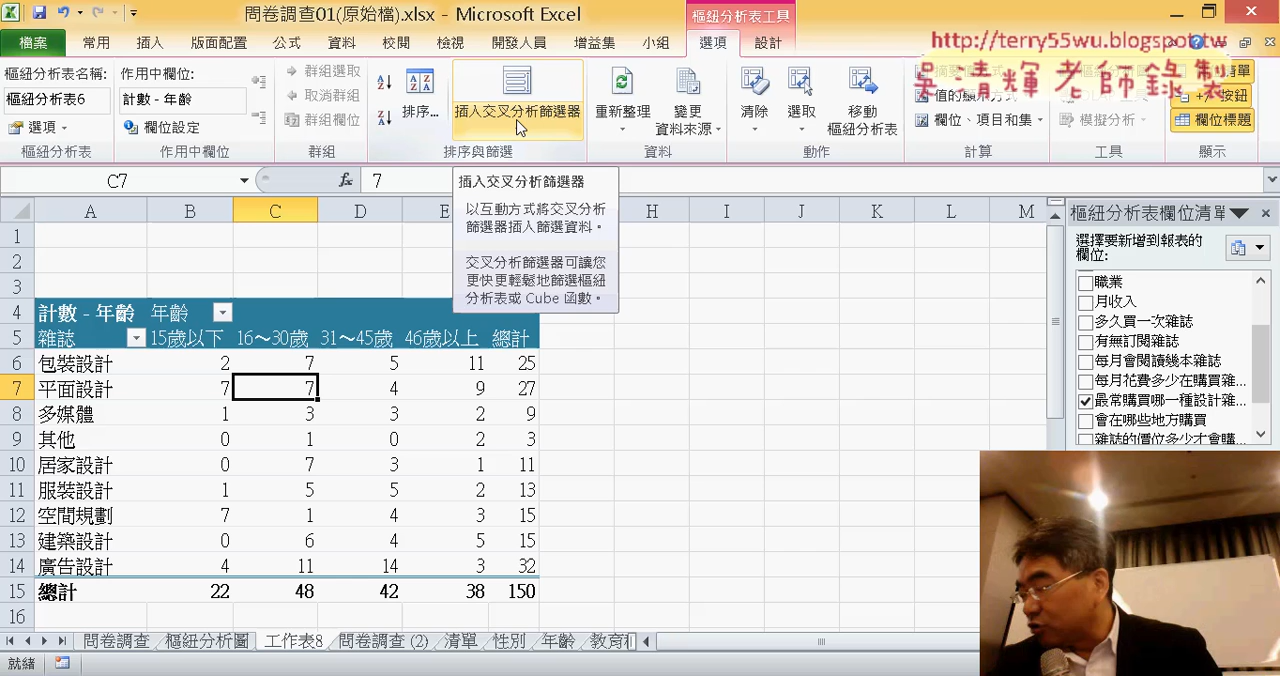 問卷調查01(原始檔).xlsx - Microsoft Excel
樞紐分析表工具
檔案 常用 插入 版面配置 公式 資料 校閱 檢視 開發人員 增益集 小組 選項 設計
http://terry55wu.blogspot.tw
吳清輝老師錄製
樞紐分析表名稱: 作用中欄位:
樞紐分析表6 計數 - 年齡
選項 欄位設定
群組選取
取消群組
群組欄位
排序... 插入交叉分析篩選器 重新整理 變更
資料來源 清除 選取 移動
樞紐分析表
值的顯示方式
欄位、項目和集
模擬分析
清單
+/- 按鈕
欄位標題
樞紐分析表 作用中欄位 群組 排序與篩選 資料 動作 計算 工具 顯示
C7 fx 7
插入交叉分析篩選器
以互動方式將交叉分析
篩選器插入篩選資料。
交叉分析篩選器可讓您
更快更輕鬆地篩選樞紐
分析表或 Cube 函數。
A B C D E H I J K L M
1
2
3
4 計數 - 年齡 年齡
5 雜誌 15歲以下 16~30歲 31~45歲 46歲以上 總計
6 包裝設計 2 7 5 11 25
7 平面設計 7 7 4 9 27
8 多媒體 1 3 3 2 9
9 其他 0 1 0 2 3
10 居家設計 0 7 3 1 11
11 服裝設計 1 5 5 2 13
12 空間規劃 7 1 4 3 15
13 建築設計 0 6 4 5 15
14 廣告設計 4 11 14 3 32
15 總計 22 48 42 38 150
16
樞紐分析表欄位清單
選擇要新增到報表的
欄位:
職業
月收入
多久買一次雜誌
有無訂閱雜誌
每月會閱讀幾本雜誌
每月花費多少在購買雜...
最常購買哪一種設計雜...
會在哪些地方購買
雜誌的價位多少才會購...
問卷調查 樞紐分析圖 工作表8 問卷調查 (2) 清單 性別 年齡
就緒